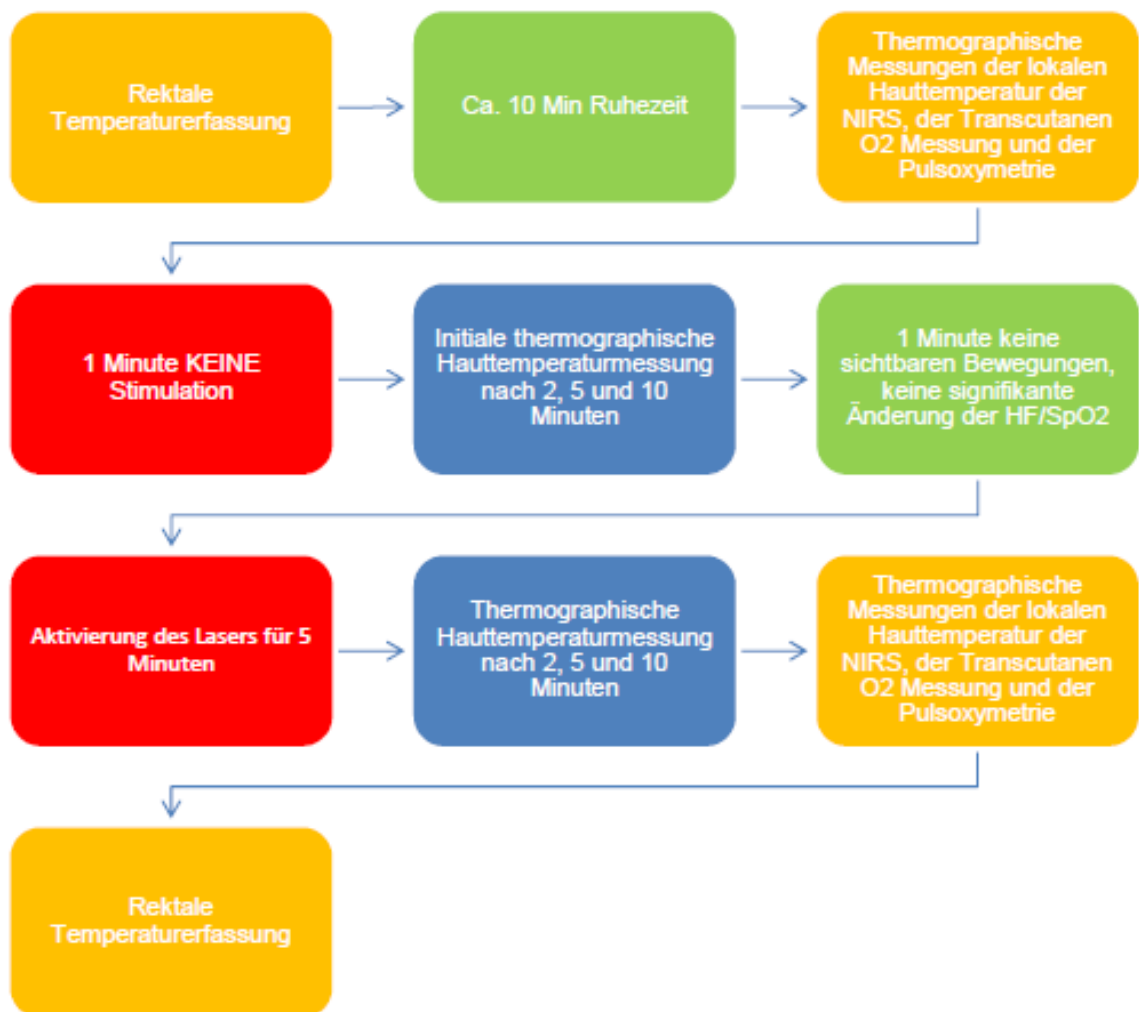 Rektale
Temperaturerfassung
Ca. 10 Min Ruhezeit
Thermographische
Messungen der lokalen
Hauttemperatur der
NIRS, der Transcutanen
O2 Messung und der
Pulsoxymetrie
1 Minute KEINE
Stimulation
Initiale thermographische
Hauttemperaturmessung
nach 2, 5 und 10
Minuten
1 Minute keine
sichtbaren Bewegungen,
keine signifikante
Änderung der HF/SpO2
Aktivierung des Lasers für 5
Minuten
Thermographische
Hauttemperaturmessung
nach 2, 5 und 10
Minuten
Thermographische
Messungen der lokalen
Hauttemperatur der
NIRS, der Transcutanen
O2 Messung und der
Pulsoxymetrie
Rektale
Temperaturerfassung